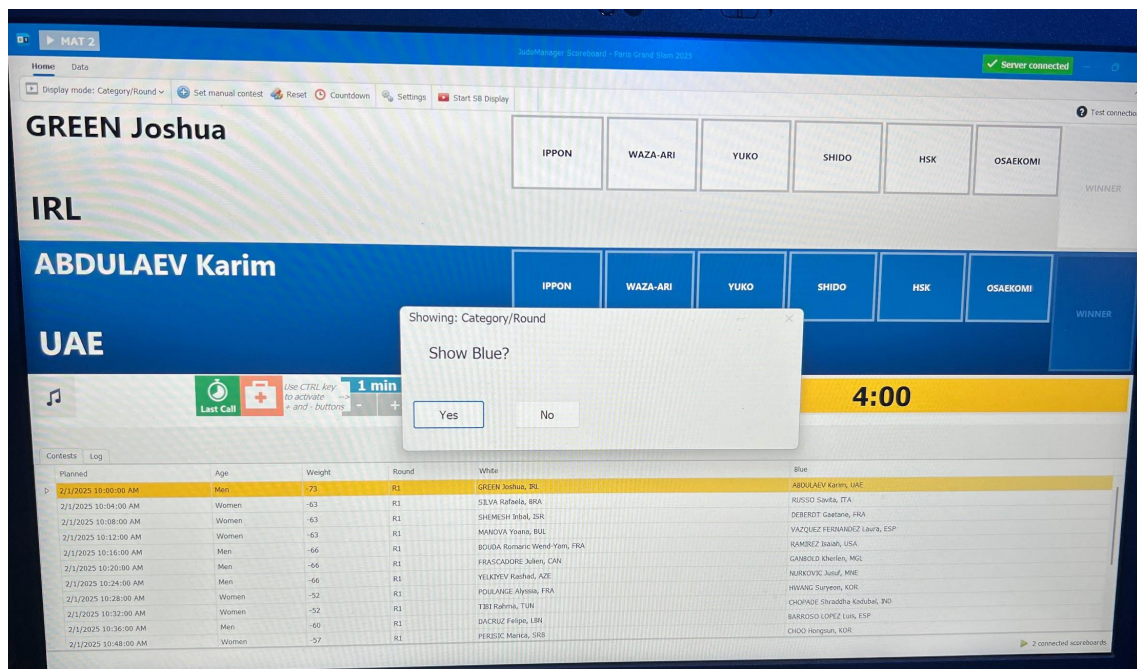 MAT 2
JudoManager Scoreboard - Paris Grand Slam 2025
Server connected
Home Data
Display mode: Category/Round Set manual contest Reset Countdown Settings Start SB Display
Test connectio
GREEN Joshua
IRL
IPPON WAZA-ARI YUKO SHIDO HSK OSAEKOMI
WINNER
ABDULAEV Karim
UAE
IPPON WAZA-ARI YUKO SHIDO HSK OSAEKOMI
WINNER
Showing: Category/Round
Show Blue?
Yes No
Last Call
Use CTRL key
to activate -->
+ and - buttons
1 min
- +
4:00
Contests Log
Planned Age Weight Round White Blue
2/1/2025 10:00:00 AM Men -73 R1 GREEN Joshua, IRL ABDULAEV Karim, UAE
2/1/2025 10:04:00 AM Women -63 R1 SILVA Rafaela, BRA RUSSO Savita, ITA
2/1/2025 10:08:00 AM Women -63 R1 SHEMESH Inbal, ISR DEBERDT Gaetane, FRA
2/1/2025 10:12:00 AM Women -63 R1 MANOVA Yoana, BUL VAZQUEZ FERNANDEZ Laura, ESP
2/1/2025 10:16:00 AM Men -66 R1 BOUDA Romaric Wend-Yam, FRA RAMIREZ Isaiah, USA
2/1/2025 10:20:00 AM Men -66 R1 FRASCADORE Julien, CAN GANBOLD Kherlen, MGL
2/1/2025 10:24:00 AM Men -66 R1 YELKIYEV Rashad, AZE NURKOVIC Jusuf, MNE
2/1/2025 10:28:00 AM Women -52 R1 POULANGE Alyssia, FRA HWANG Suryeon, KOR
2/1/2025 10:32:00 AM Women -52 R1 TIBI Rahma, TUN CHOPADE Shraddha Kadubal, IND
2/1/2025 10:36:00 AM Men -60 R1 DACRUZ Felipe, LBN BARROSO LOPEZ Luis, ESP
2/1/2025 10:48:00 AM Women -57 R1 PERISIC Marica, SRB CHOO Hongsun, KOR
2 connected scoreboards